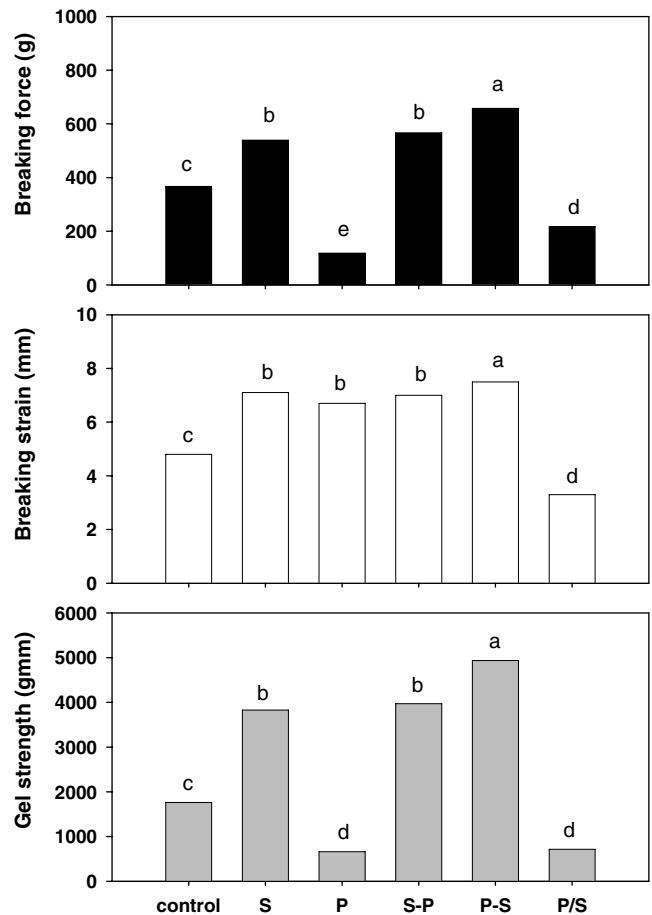 Breaking force (g)
1000
800
600
400
200
0
c
b
e
b
a
d
Breaking strain (mm)
10
8
6
4
2
0
c
b
b
b
a
d
Gel strength (gmm)
6000
5000
4000
3000
2000
1000
0
c
b
d
b
a
d
control S P S-P P-S P/S